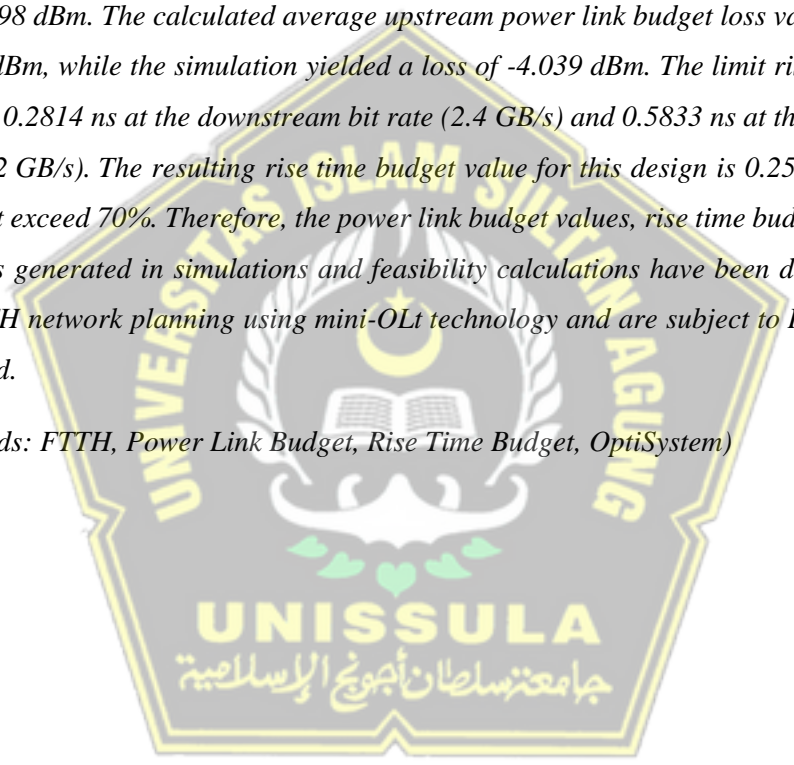 98 dBm. The calculated average upstream power link budget loss va
dBm, while the simulation yielded a loss of -4.039 dBm. The limit ri
0.2814 ns at the downstream bit rate (2.4 GB/s) and 0.5833 ns at th
2 GB/s). The resulting rise time budget value for this design is 0.25
t exceed 70%. Therefore, the power link budget values, rise time bud
s generated in simulations and feasibility calculations have been d
H network planning using mini-OLt technology and are subject to I
d.
ds: FTTH, Power Link Budget, Rise Time Budget, OptiSystem)
UNIVERSITAS ISLAM SULTAN AGUNG
UNISSULA
جامعتنسلطان أجونج الإسلامية